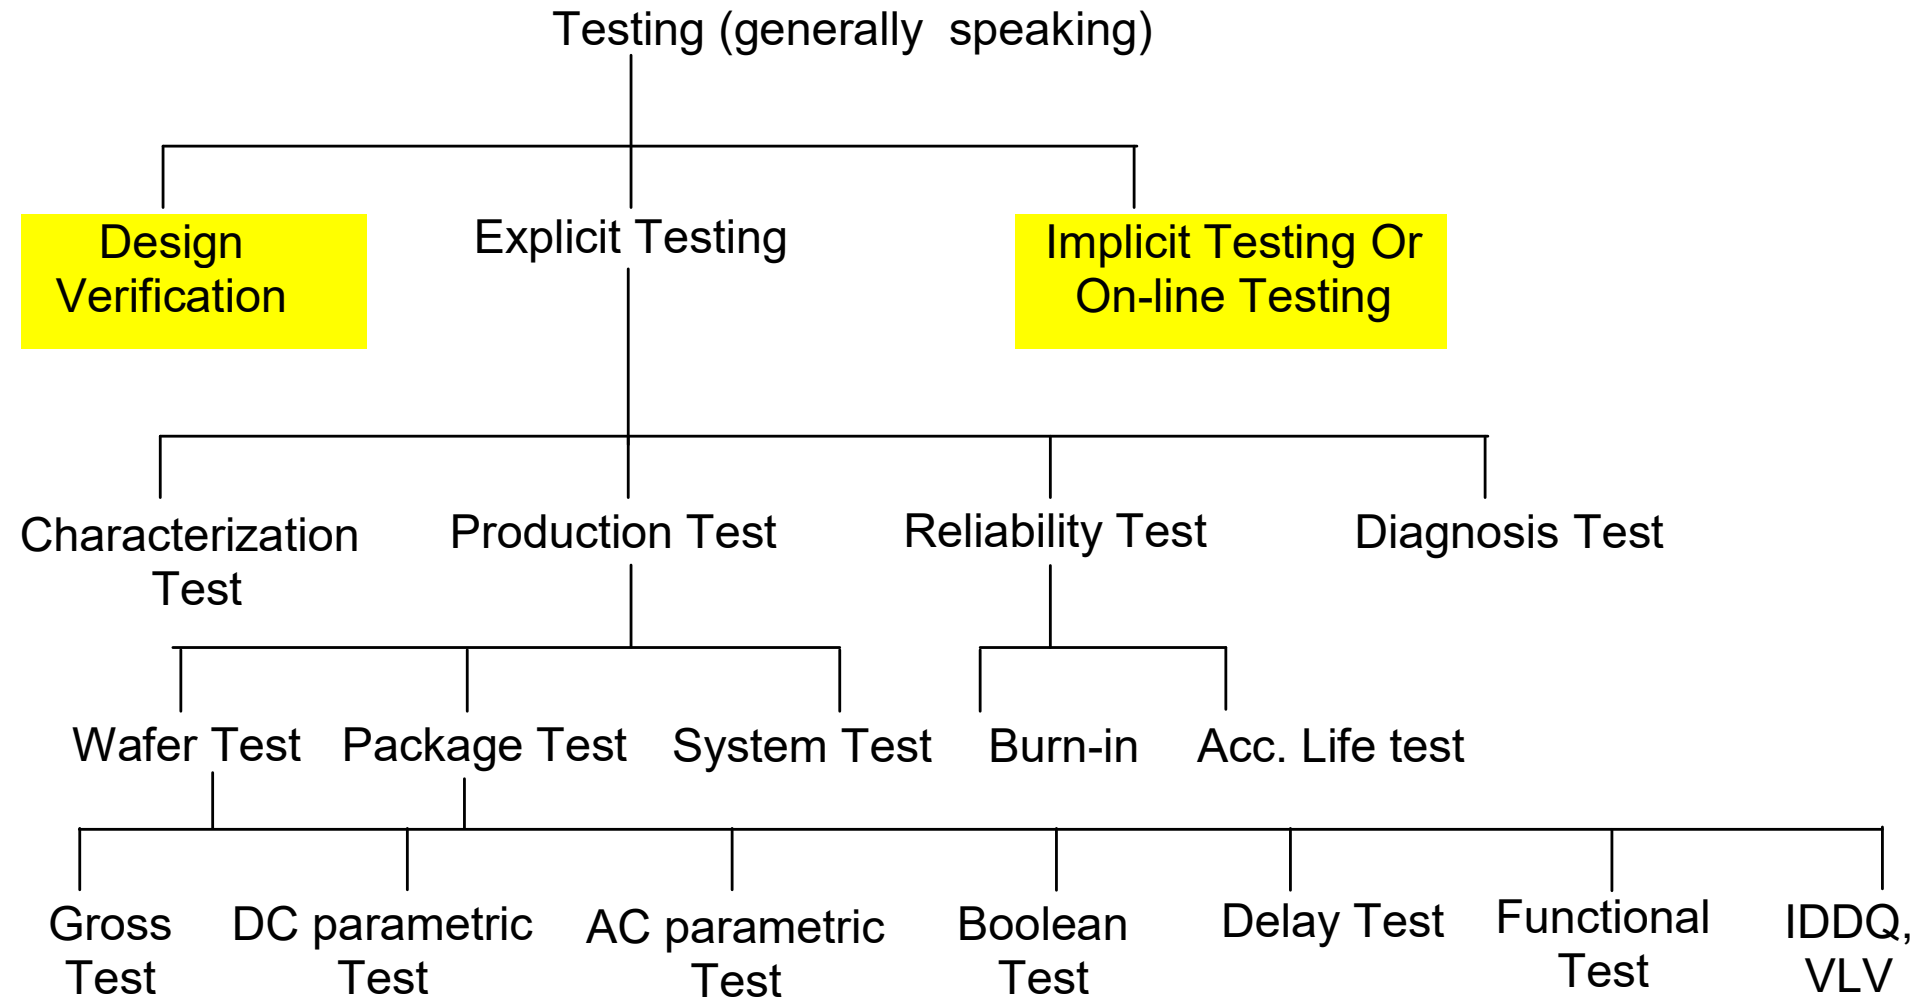 Testing (generally speaking)
Design
Verification
Explicit Testing
Implicit Testing Or
On-line Testing
Characterization
Test
Production Test
Reliability Test
Diagnosis Test
Wafer Test
Package Test
System Test
Burn-in
Acc. Life test
Gross
Test
DC parametric
Test
AC parametric
Test
Boolean
Test
Delay Test
Functional
Test
IDDQ,
VLV